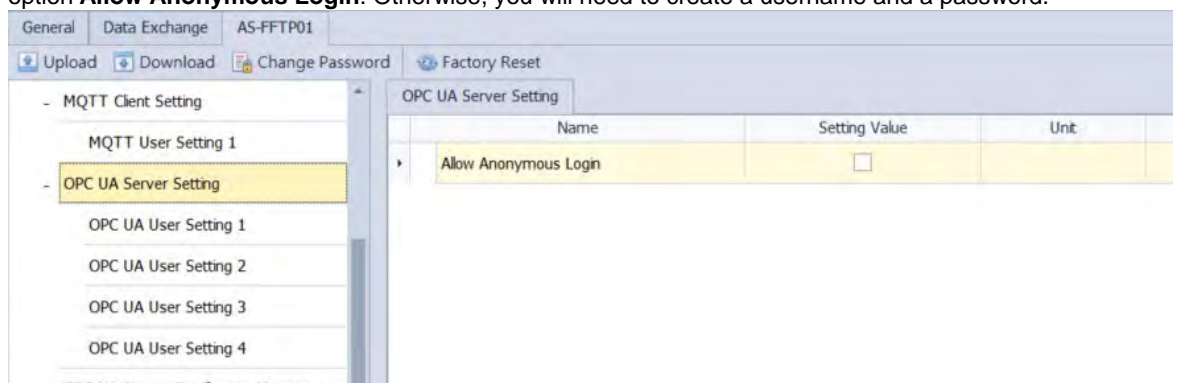 option Allow Anonymous Login. Otherwise, you will need to create a username and a password.
General Data Exchange AS-FFTP01
Upload Download Change Password Factory Reset
- MQTT Client Setting
MQTT User Setting 1
- OPC UA Server Setting
OPC UA User Setting 1
OPC UA User Setting 2
OPC UA User Setting 3
OPC UA User Setting 4
OPC UA Server Setting
Name Setting Value Unit
Allow Anonymous Login